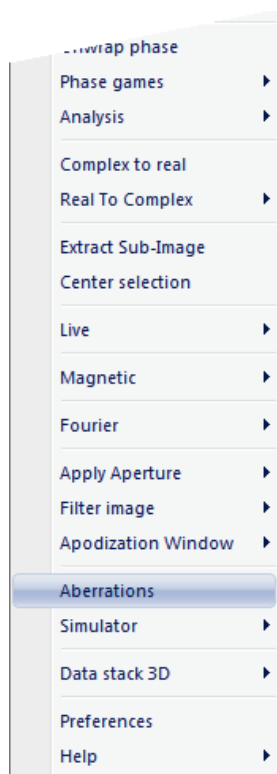 phase
Phase games
Analysis
Complex to real
Real To Complex
Extract Sub-Image
Center selection
Live
Magnetic
Fourier
Apply Aperture
Filter image
Apodization Window
Aberrations
Simulator
Data stack 3D
Preferences
Help